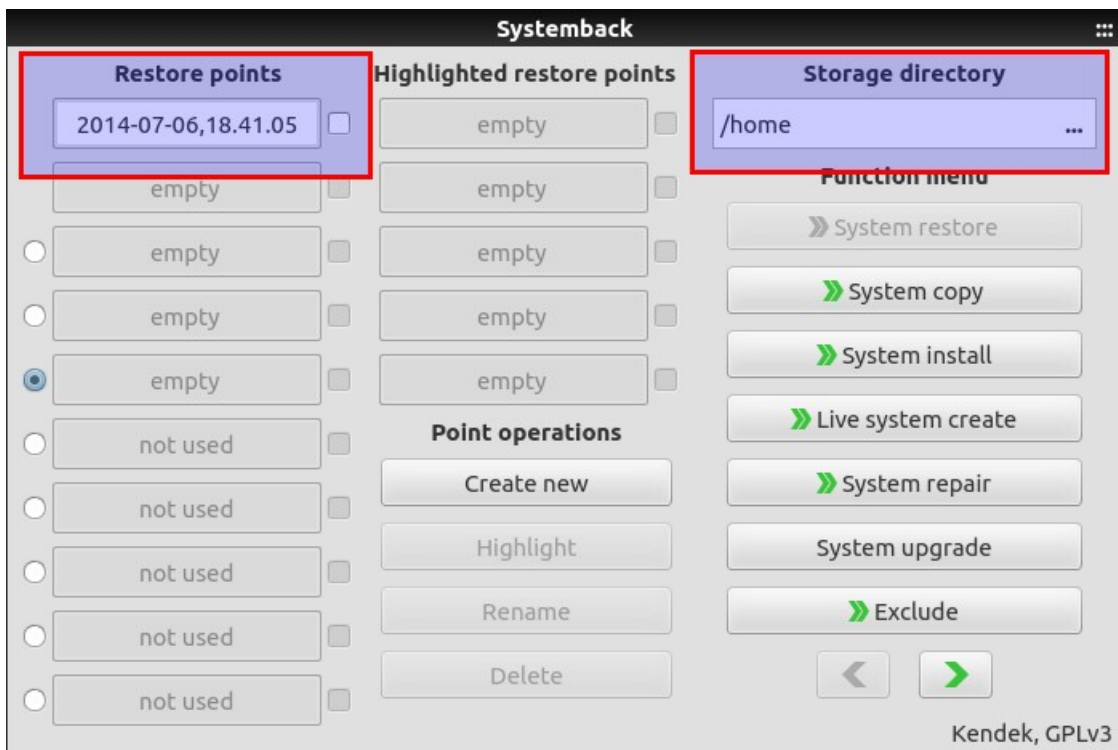 Systemback
Restore points
2014-07-06,18.41.05
empty
empty
empty
empty
not used
not used
not used
not used
not used
Highlighted restore points
empty
empty
empty
empty
empty
Point operations
Create new
Highlight
Rename
Delete
Storage directory
/home ...
Function menu
System restore
System copy
System install
Live system create
System repair
System upgrade
Exclude
Kendek, GPLv3